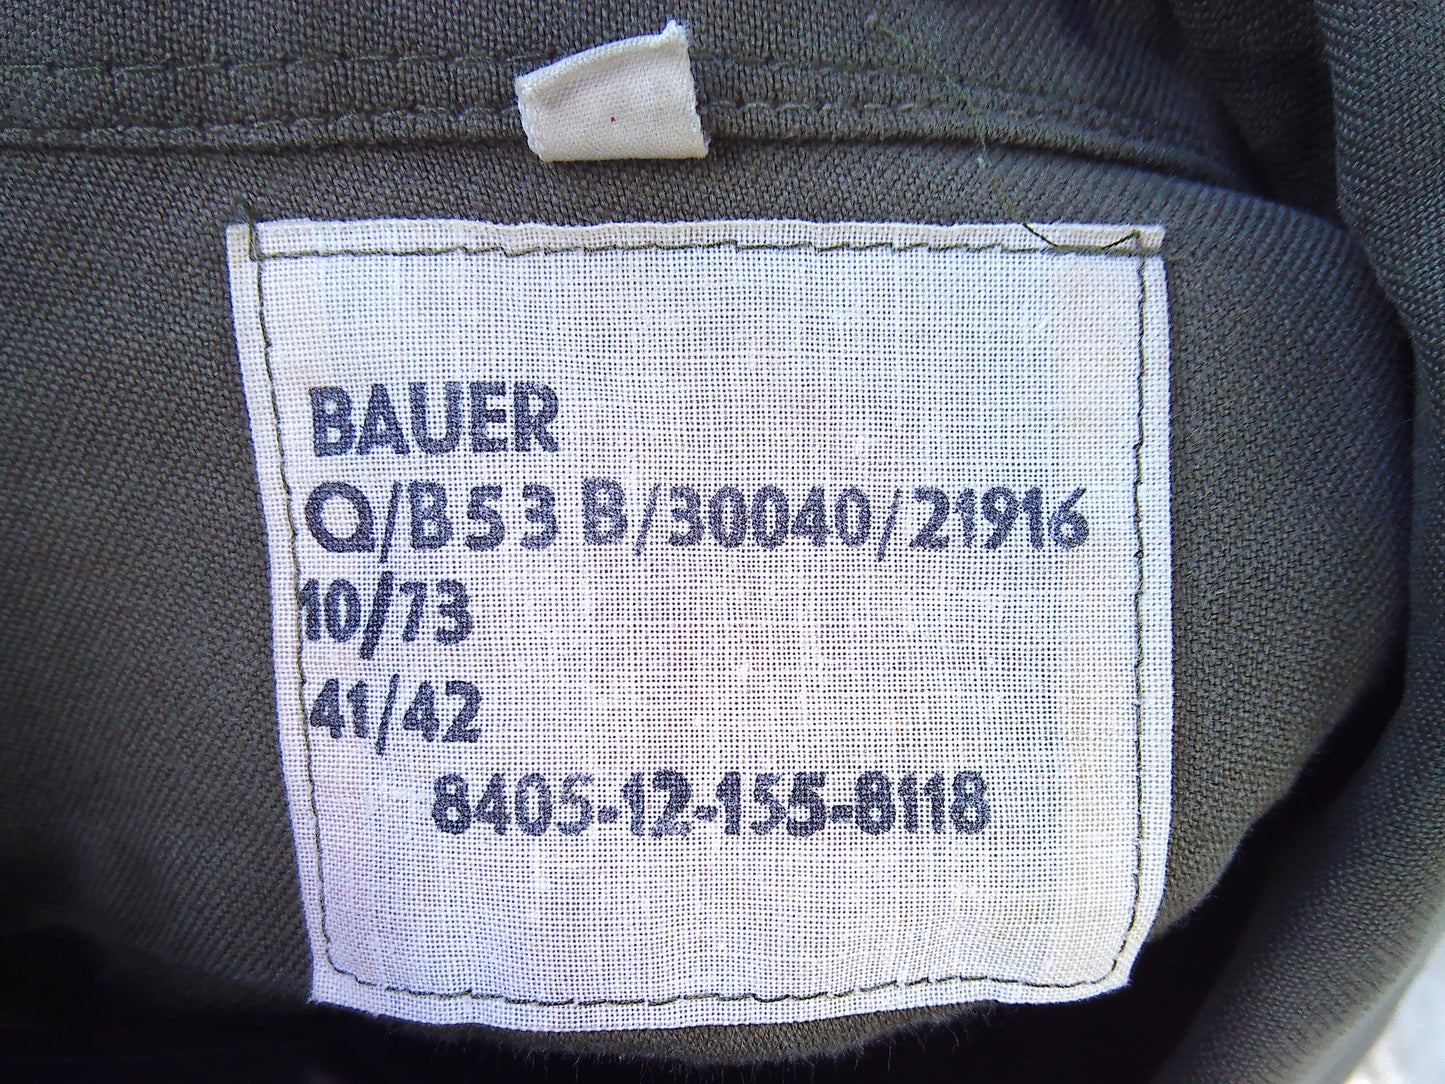 BAUER
Q/B53 B/30040/21916
10/73
41/42
8405-12-155-8118